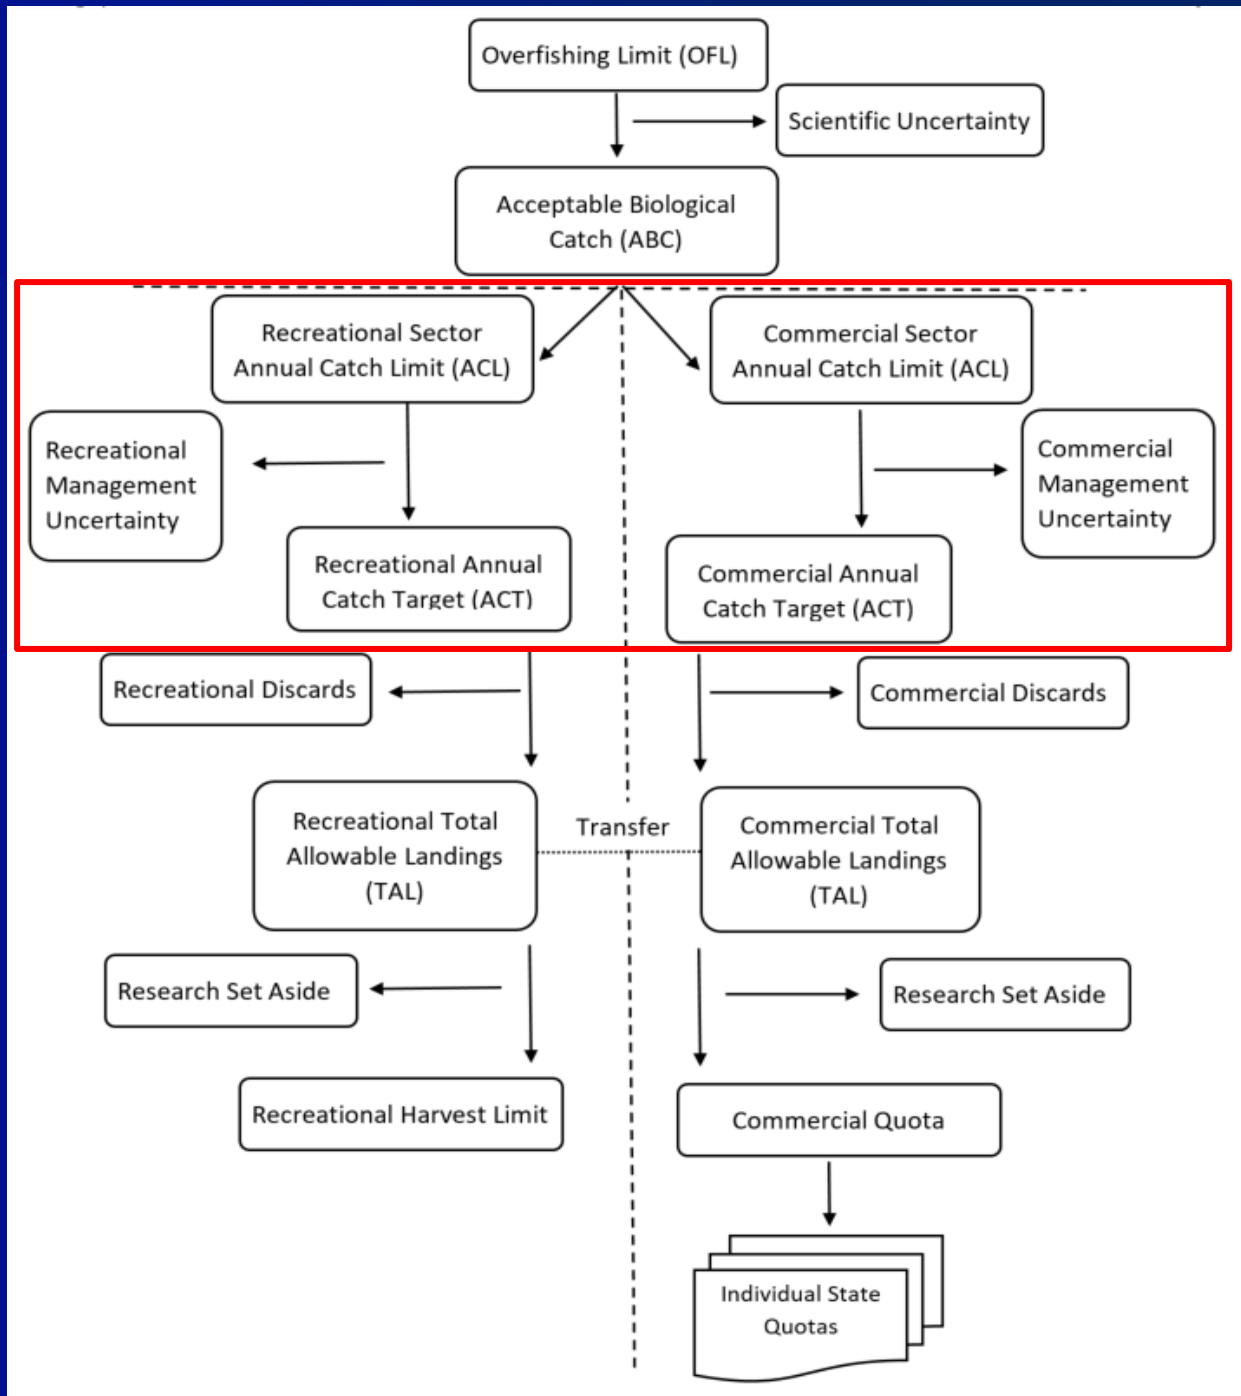 Overfishing Limit (OFL)
Scientific Uncertainty
Acceptable Biological
Catch (ABC)
Recreational Sector
Annual Catch Limit (ACL)
Commercial Sector
Annual Catch Limit (ACL)
Recreational
Management
Uncertainty
Commercial
Management
Uncertainty
Recreational Annual
Catch Target (ACT)
Commercial Annual
Catch Target (ACT)
Recreational Discards
Commercial Discards
Recreational Total
Allowable Landings
(TAL)
Transfer
Commercial Total
Allowable Landings
(TAL)
Research Set Aside
Research Set Aside
Recreational Harvest Limit
Commercial Quota
Individual State
Quotas